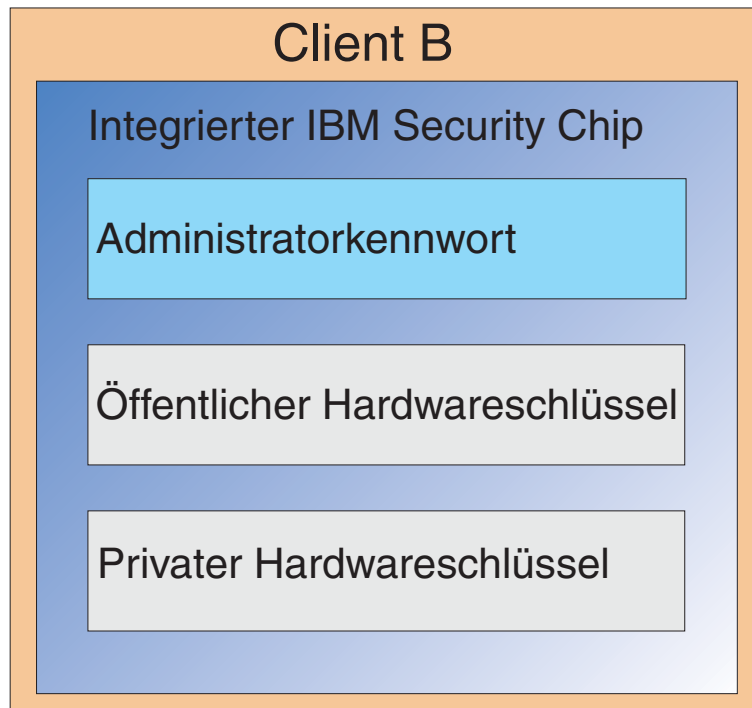 Client B
Integrierter IBM Security Chip
Administratorkennwort
Öffentlicher Hardwareschlüssel
Privater Hardwareschlüssel